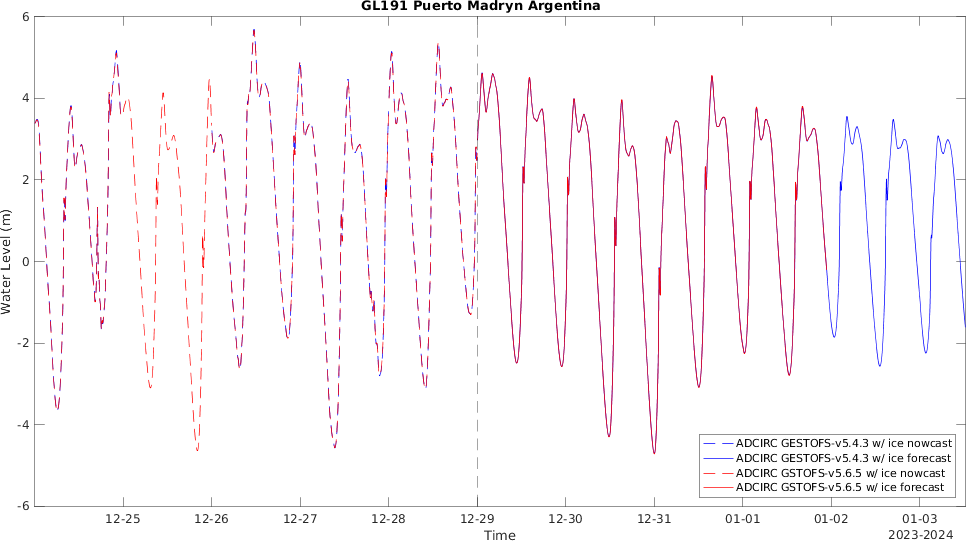 GL191 Puerto Madryn Argentina
6
4
2
0
-2
-4
-6
Water Level (m)
12-25 12-26 12-27 12-28 12-29 12-30 12-31 01-01 01-02 01-03
Time
2023-2024
ADCIRC GESTOFS-v5.4.3 w/ ice nowcast
ADCIRC GESTOFS-v5.4.3 w/ ice forecast
ADCIRC GSTOFS-v5.6.5 w/ ice nowcast
ADCIRC GSTOFS-v5.6.5 w/ ice forecast